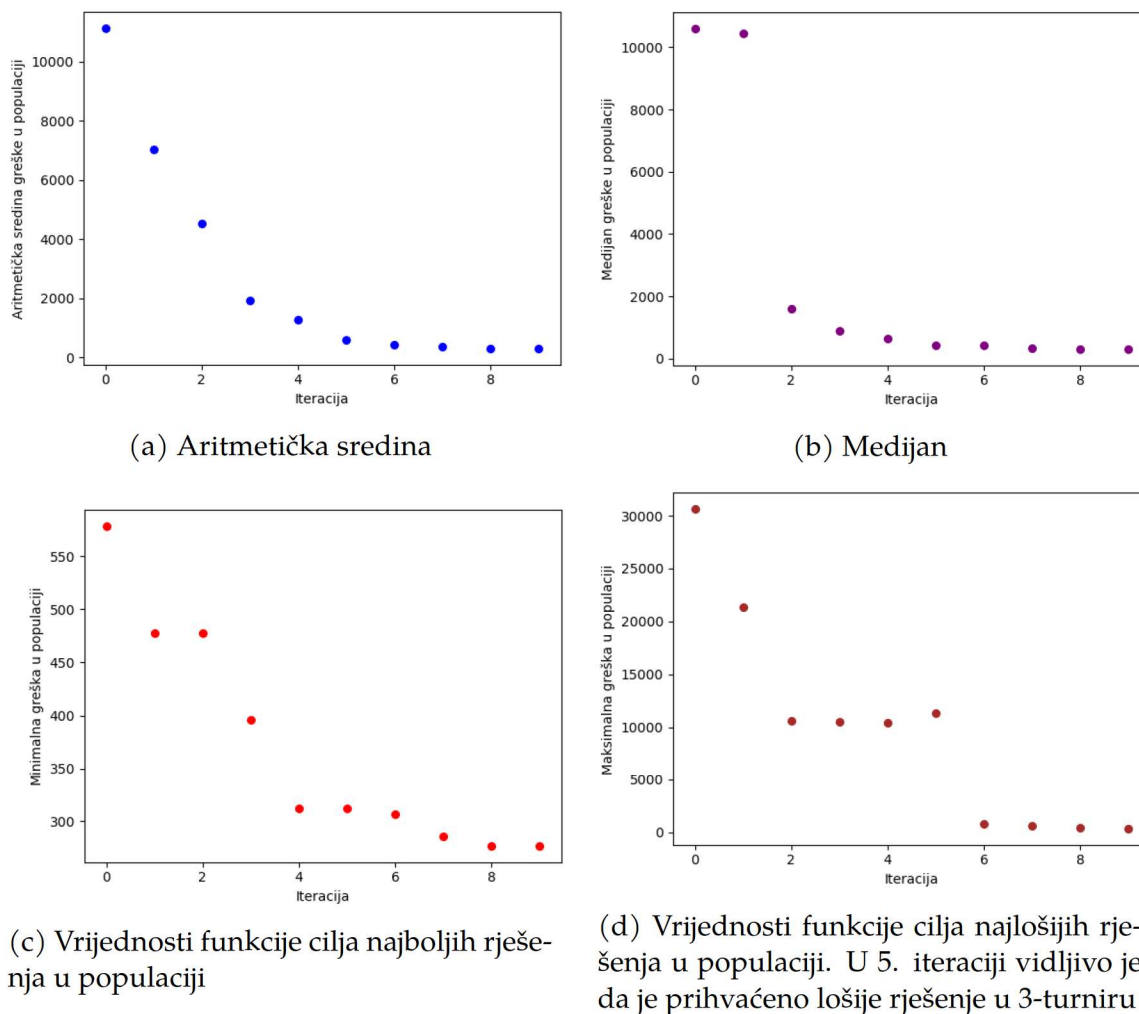 Aritmetička sredina greške u populaciji
10000
8000
6000
4000
2000
0
0 2 4 6 8
Iteracija
(a) Aritmetička sredina
Medijan greške u populaciji
10000
8000
6000
4000
2000
0
0 2 4 6 8
Iteracija
(b) Medijan
Minimalna greška u populaciji
550
500
450
400
350
300
0 2 4 6 8
Iteracija
(c) Vrijednosti funkcije cilja najboljih rješe-
nja u populaciji
Maksimalna greška u populaciji
30000
25000
20000
15000
10000
5000
0
0 2 4 6 8
Iteracija
(d) Vrijednosti funkcije cilja najlošijih rje-
šenja u populaciji. U 5. iteraciji vidljivo je
da je prihvaćeno lošije rješenje u 3-turniru